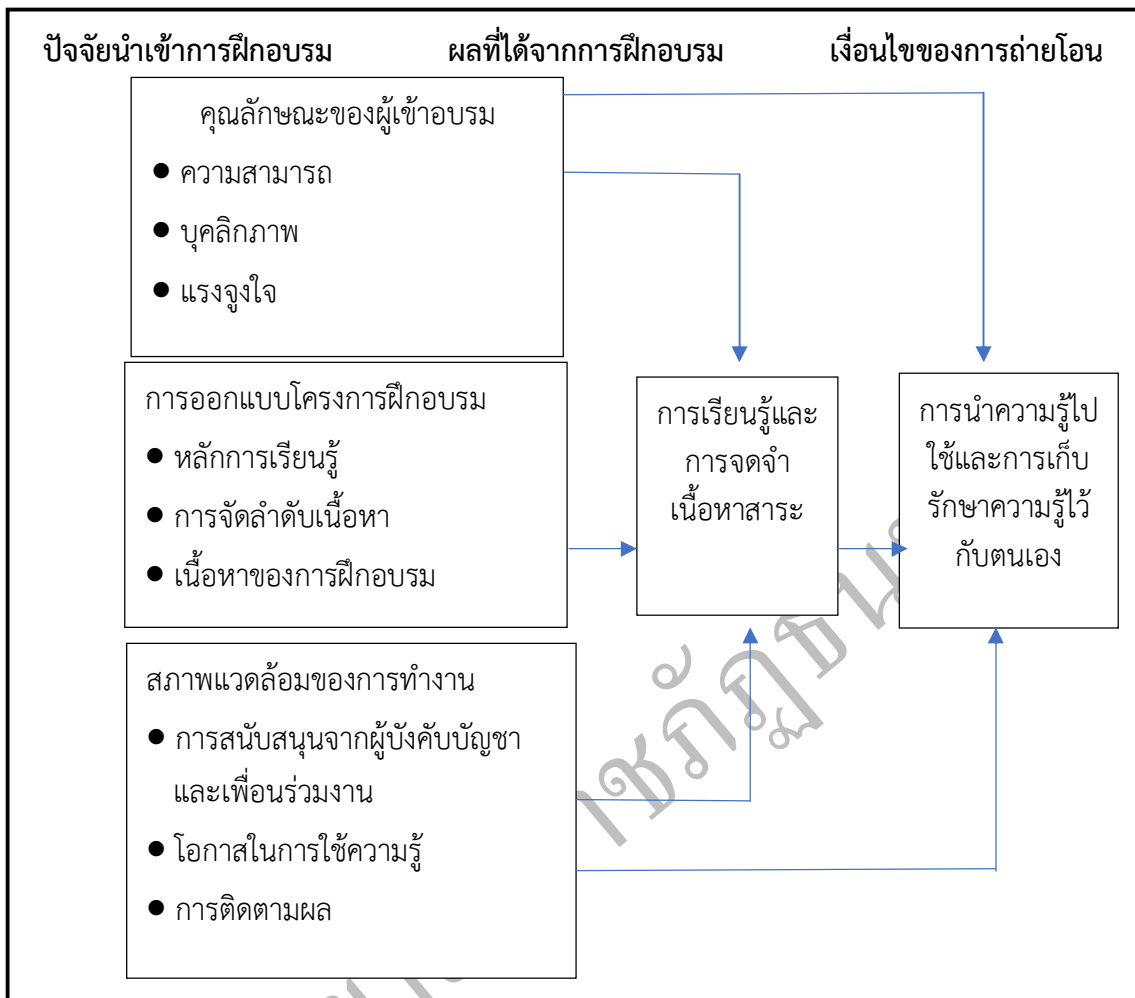 ปัจจัยนำเข้าการฝึกอบรม ผลที่ได้จากการฝึกอบรม เงื่อนไขของการถ่ายโอน
คุณลักษณะของผู้เข้าอบรม
● ความสามารถ
● บุคลิกภาพ
● แรงจูงใจ
การออกแบบโครงการฝึกอบรม
● หลักการเรียนรู้
● การจัดลำดับเนื้อหา
● เนื้อหาของการฝึกอบรม
สภาพแวดล้อมของการทำงาน
● การสนับสนุนจากผู้บังคับบัญชา
และเพื่อนร่วมงาน
● โอกาสในการใช้ความรู้
● การติดตามผล
การเรียนรู้และ
การจดจำ
เนื้อหาสาระ
การนำความรู้ไป
ใช้และการเก็บ
รักษาความรู้ไว้
กับตนเอง